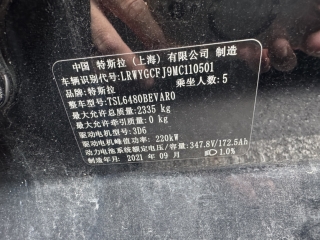 中国 特斯拉（上海）有限公司 制造
车辆识别代号: LRWYGCFJ9MC110501
品牌: 特斯拉 乘坐人数: 5
整车型号: TSL6480BEVAR0
最大允许总质量: 2335 kg
最大允许牵引质量: 0 kg
驱动电机型号: 3D6
驱动电机峰值功率: 220kW
动力电池系统额定电压/容量: 347.8V/172.5Ah
制造年月: 2021 年 09 月 1.0%